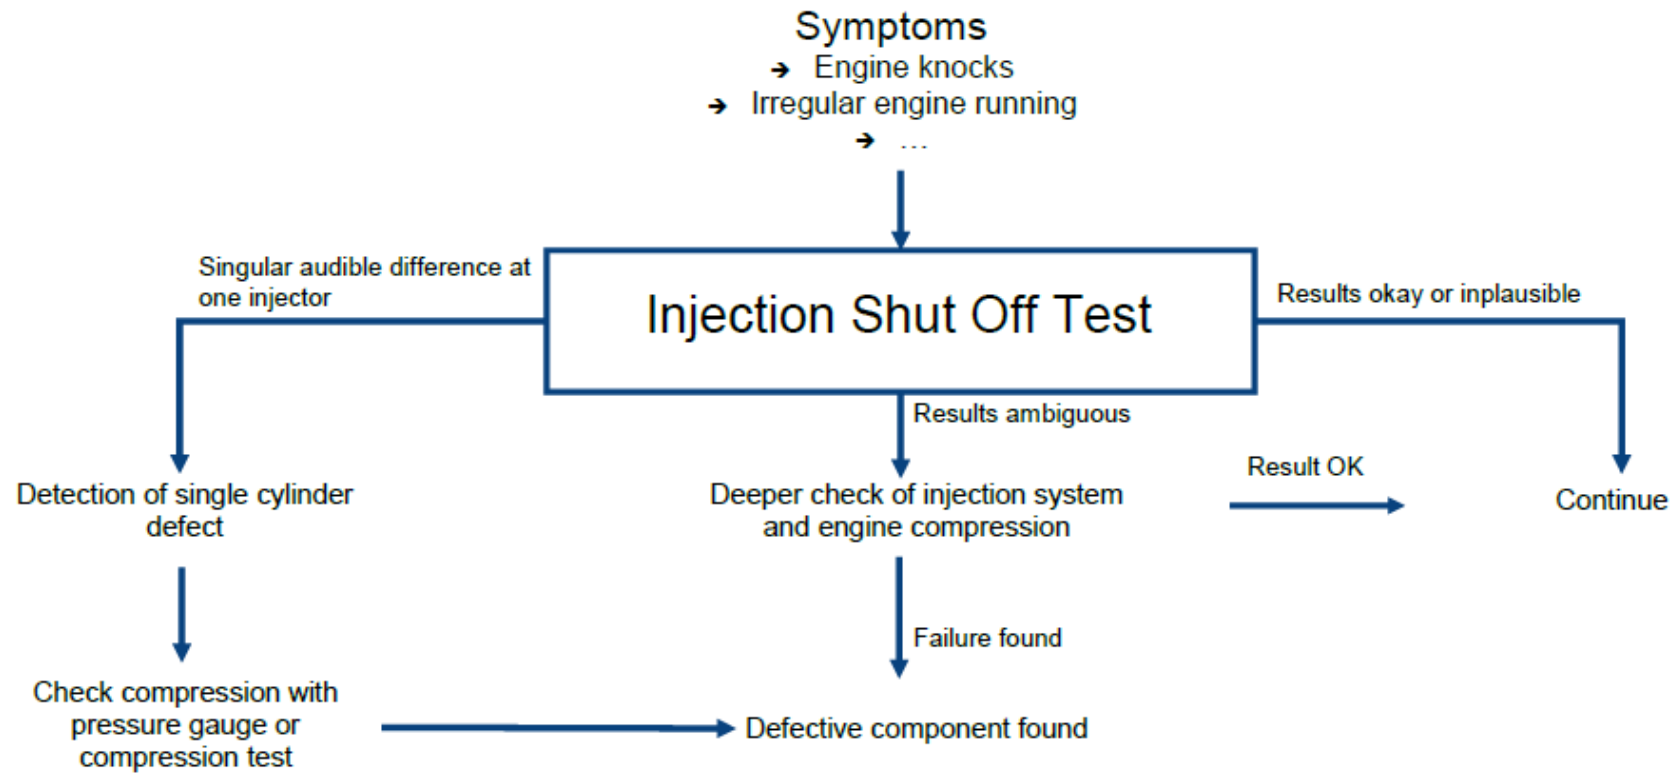 Symptoms
➔ Engine knocks
➔ Irregular engine running
➔ ...
Singular audible difference at
one injector
Injection Shut Off Test
Results okay or inplausible
Results ambiguous
Result OK
Detection of single cylinder
defect
Deeper check of injection system
and engine compression
Continue
Failure found
Check compression with
pressure gauge or
compression test
Defective component found